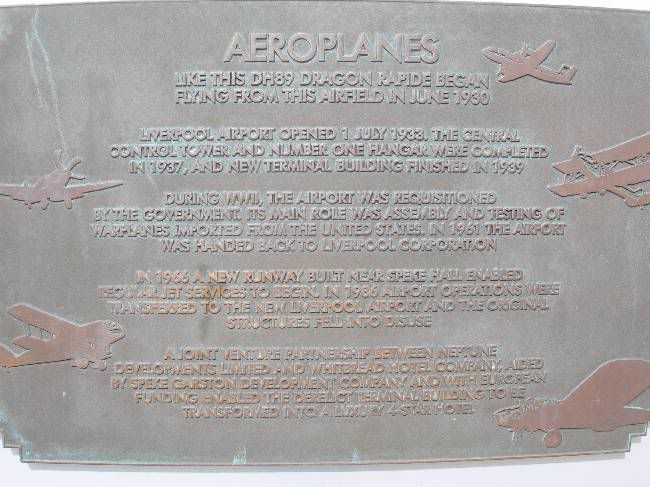 AEROPLANES
LIKE THIS DH89 DRAGON RAPIDE BEGAN
FLYING FROM THIS AIRFIELD IN JUNE 1930
LIVERPOOL AIRPORT OPENED 1 JULY 1933. THE CENTRAL
CONTROL TOWER AND NUMBER ONE HANGAR WERE COMPLETED
IN 1937, AND NEW TERMINAL BUILDING FINISHED IN 1939
DURING WWII, THE AIRPORT WAS REQUISITIONED
BY THE GOVERNMENT. ITS MAIN ROLE WAS ASSEMBLY AND TESTING OF
WARPLANES IMPORTED FROM THE UNITED STATES. IN 1961 THE AIRPORT
WAS HANDED BACK TO LIVERPOOL CORPORATION
IN 1966 A NEW RUNWAY BUILT NEAR SPEKE HALL ENABLED
REGULAR JET SERVICES TO BEGIN. IN 1986 AIRPORT OPERATIONS WERE
TRANSFERRED TO THE NEW LIVERPOOL AIRPORT AND THE ORIGINAL
STRUCTURES FELL INTO DISUSE
A JOINT VENTURE PARTNERSHIP BETWEEN NEPTUNE
DEVELOPMENTS LIMITED AND WHITBREAD HOTEL COMPANY, AIDED
BY SPEKE GARSTON DEVELOPMENT COMPANY AND WITH EUROPEAN
FUNDING ENABLED THE DERELICT TERMINAL BUILDING TO BE
TRANSFORMED INTO A LUXURY 4-STAR HOTEL